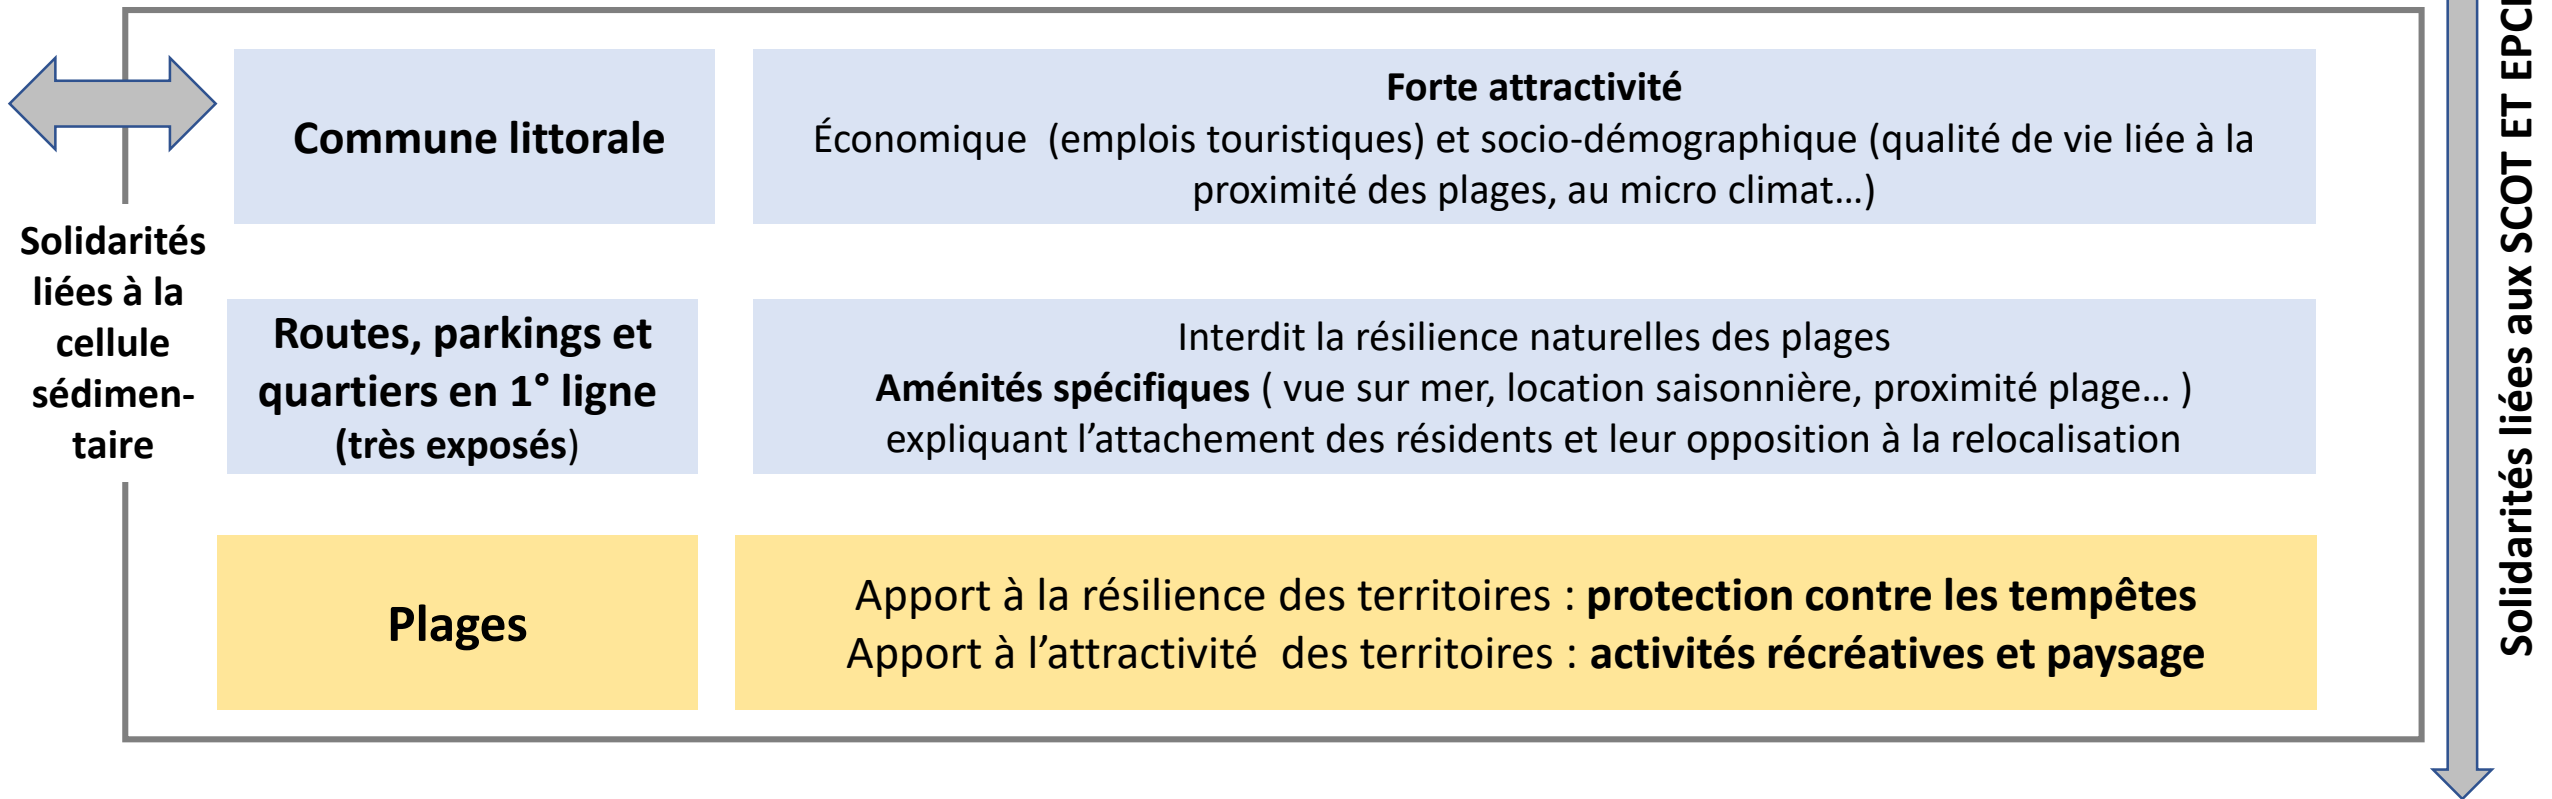 Commune littorale
Forte attractivité
Économique  (emplois touristiques) et socio-démographique (qualité de vie liée à la
proximité des plages, au micro climat…)
Solidarités
liées à la
cellule
sédimen-
taire
Routes, parkings et
quartiers en 1° ligne
(très exposés)
Interdit la résilience naturelles des plages
Aménités spécifiques ( vue sur mer, location saisonnière, proximité plage… )
expliquant l’attachement des résidents et leur opposition à la relocalisation
Plages
Apport à la résilience des territoires : protection contre les tempêtes
Apport à l’attractivité  des territoires : activités récréatives et paysage
Solidarités liées aux SCOT ET EPCI